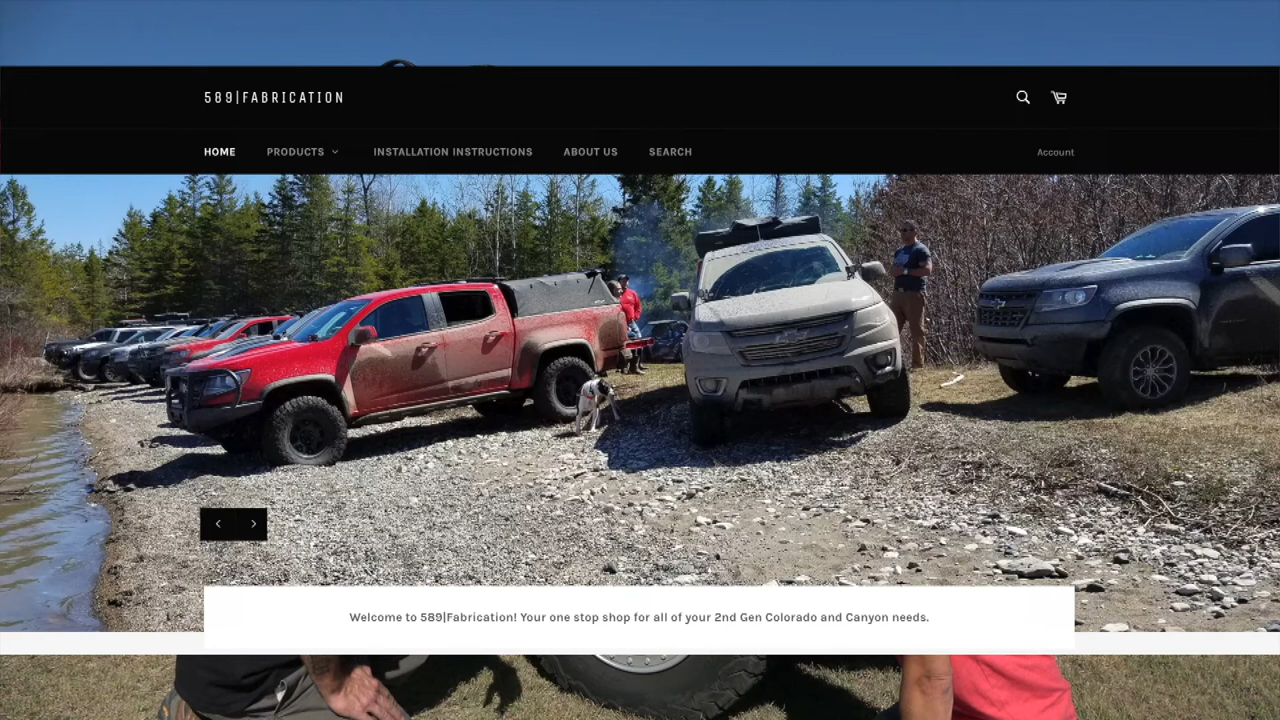 589|FABRICATION
HOME PRODUCTS INSTALLATION INSTRUCTIONS ABOUT US SEARCH Account
Welcome to 589|Fabrication! Your one stop shop for all of your 2nd Gen Colorado and Canyon needs.